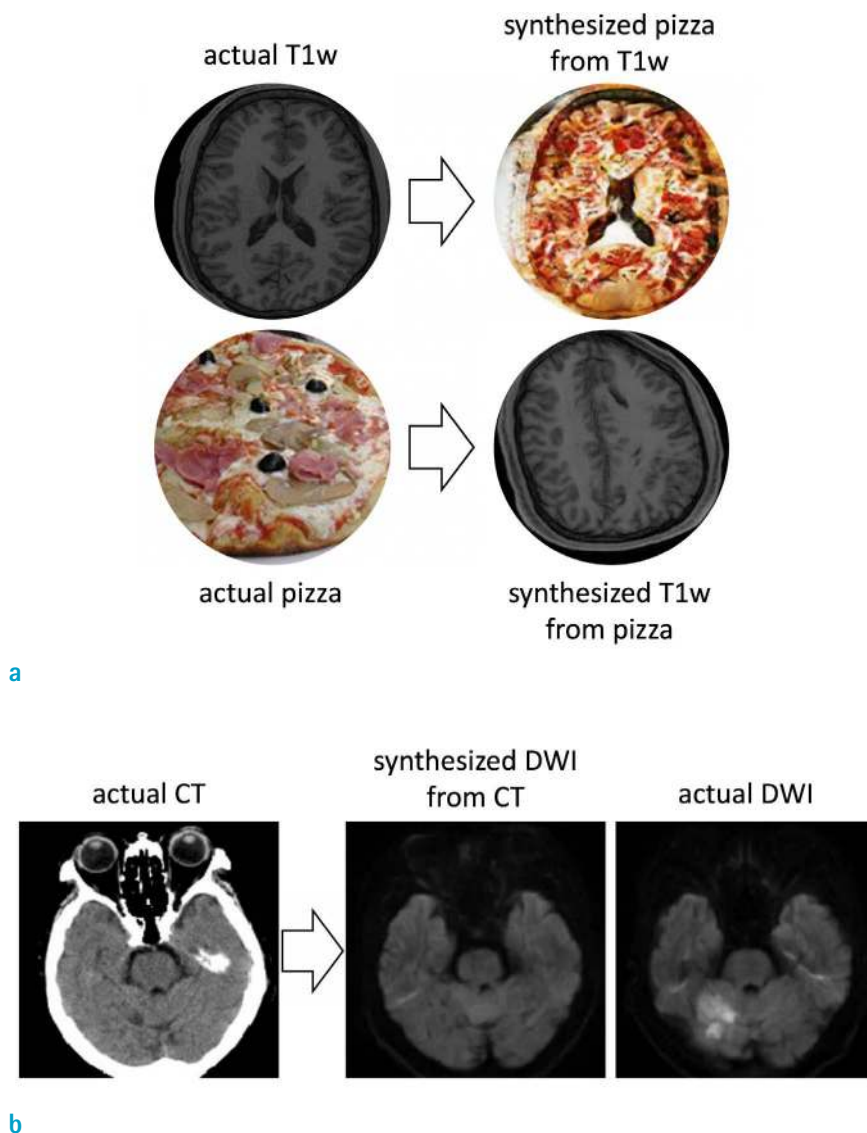 actual T1w
synthesized pizza
from T1w
actual pizza
synthesized T1w
from pizza
a
actual CT
synthesized DWI
from CT
actual DWI
b